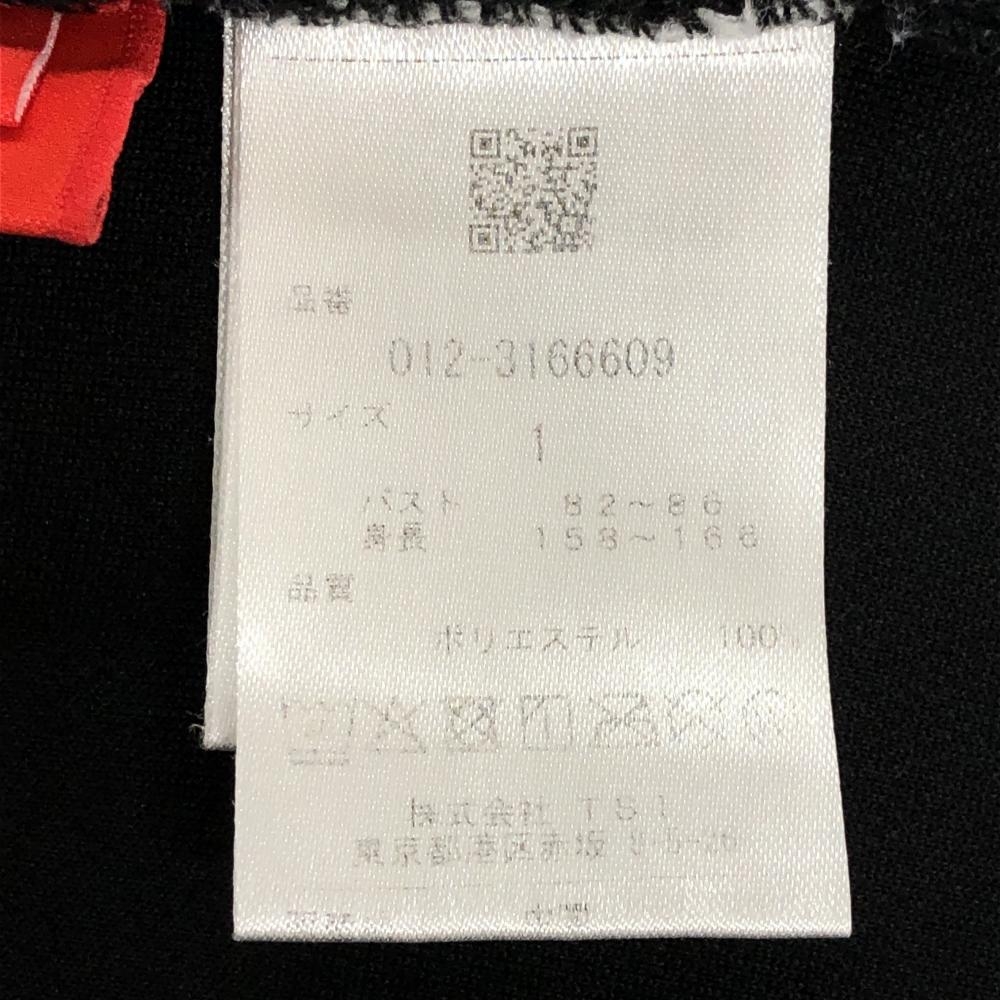 品番
012-3166609
サイズ
1
バスト 82~86
身長 158~166
品質
ポリエステル 100%
株式会社 TSI
東京都港区赤坂 8-5-